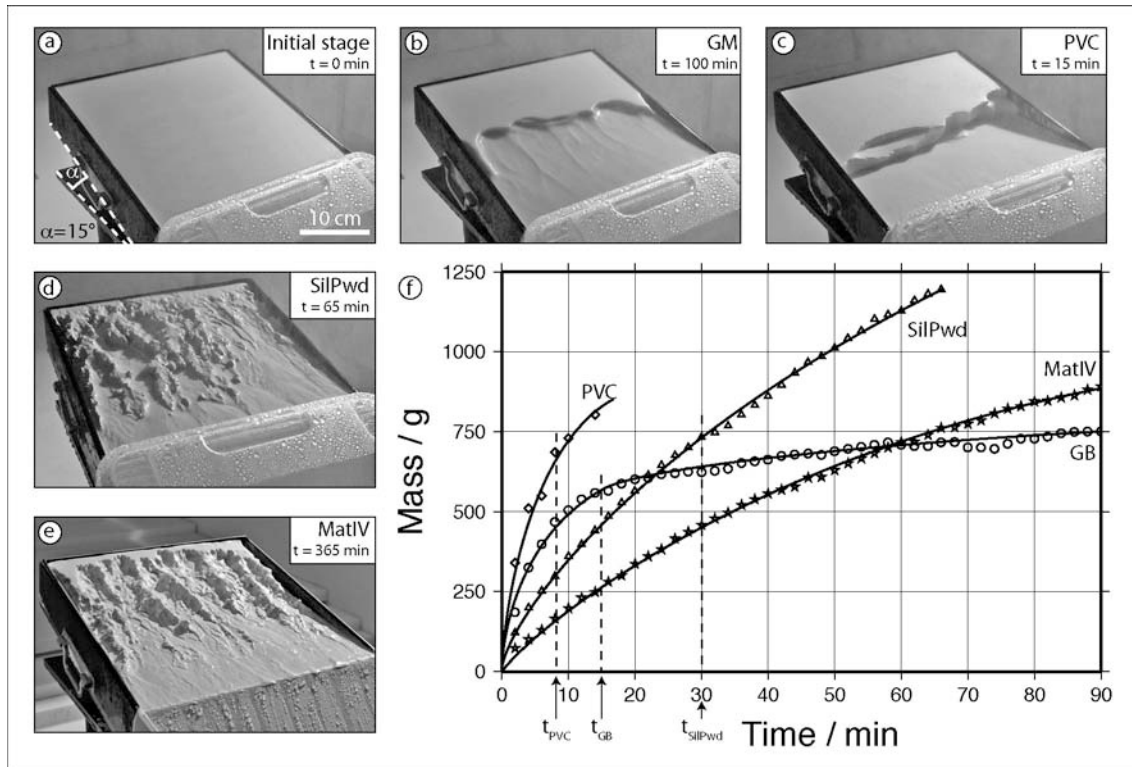 a
Initial stage
t = 0 min
α
α=15°
10 cm
b
GM
t = 100 min
c
PVC
t = 15 min
d
SilPwd
t = 65 min
e
MatIV
t = 365 min
f
1250
1000
750
500
250
0
Mass / g
PVC
SilPwd
MatIV
GB
0 10 20 30 40 50 60 70 80 90
tPVC tGB tSilPwd
Time / min